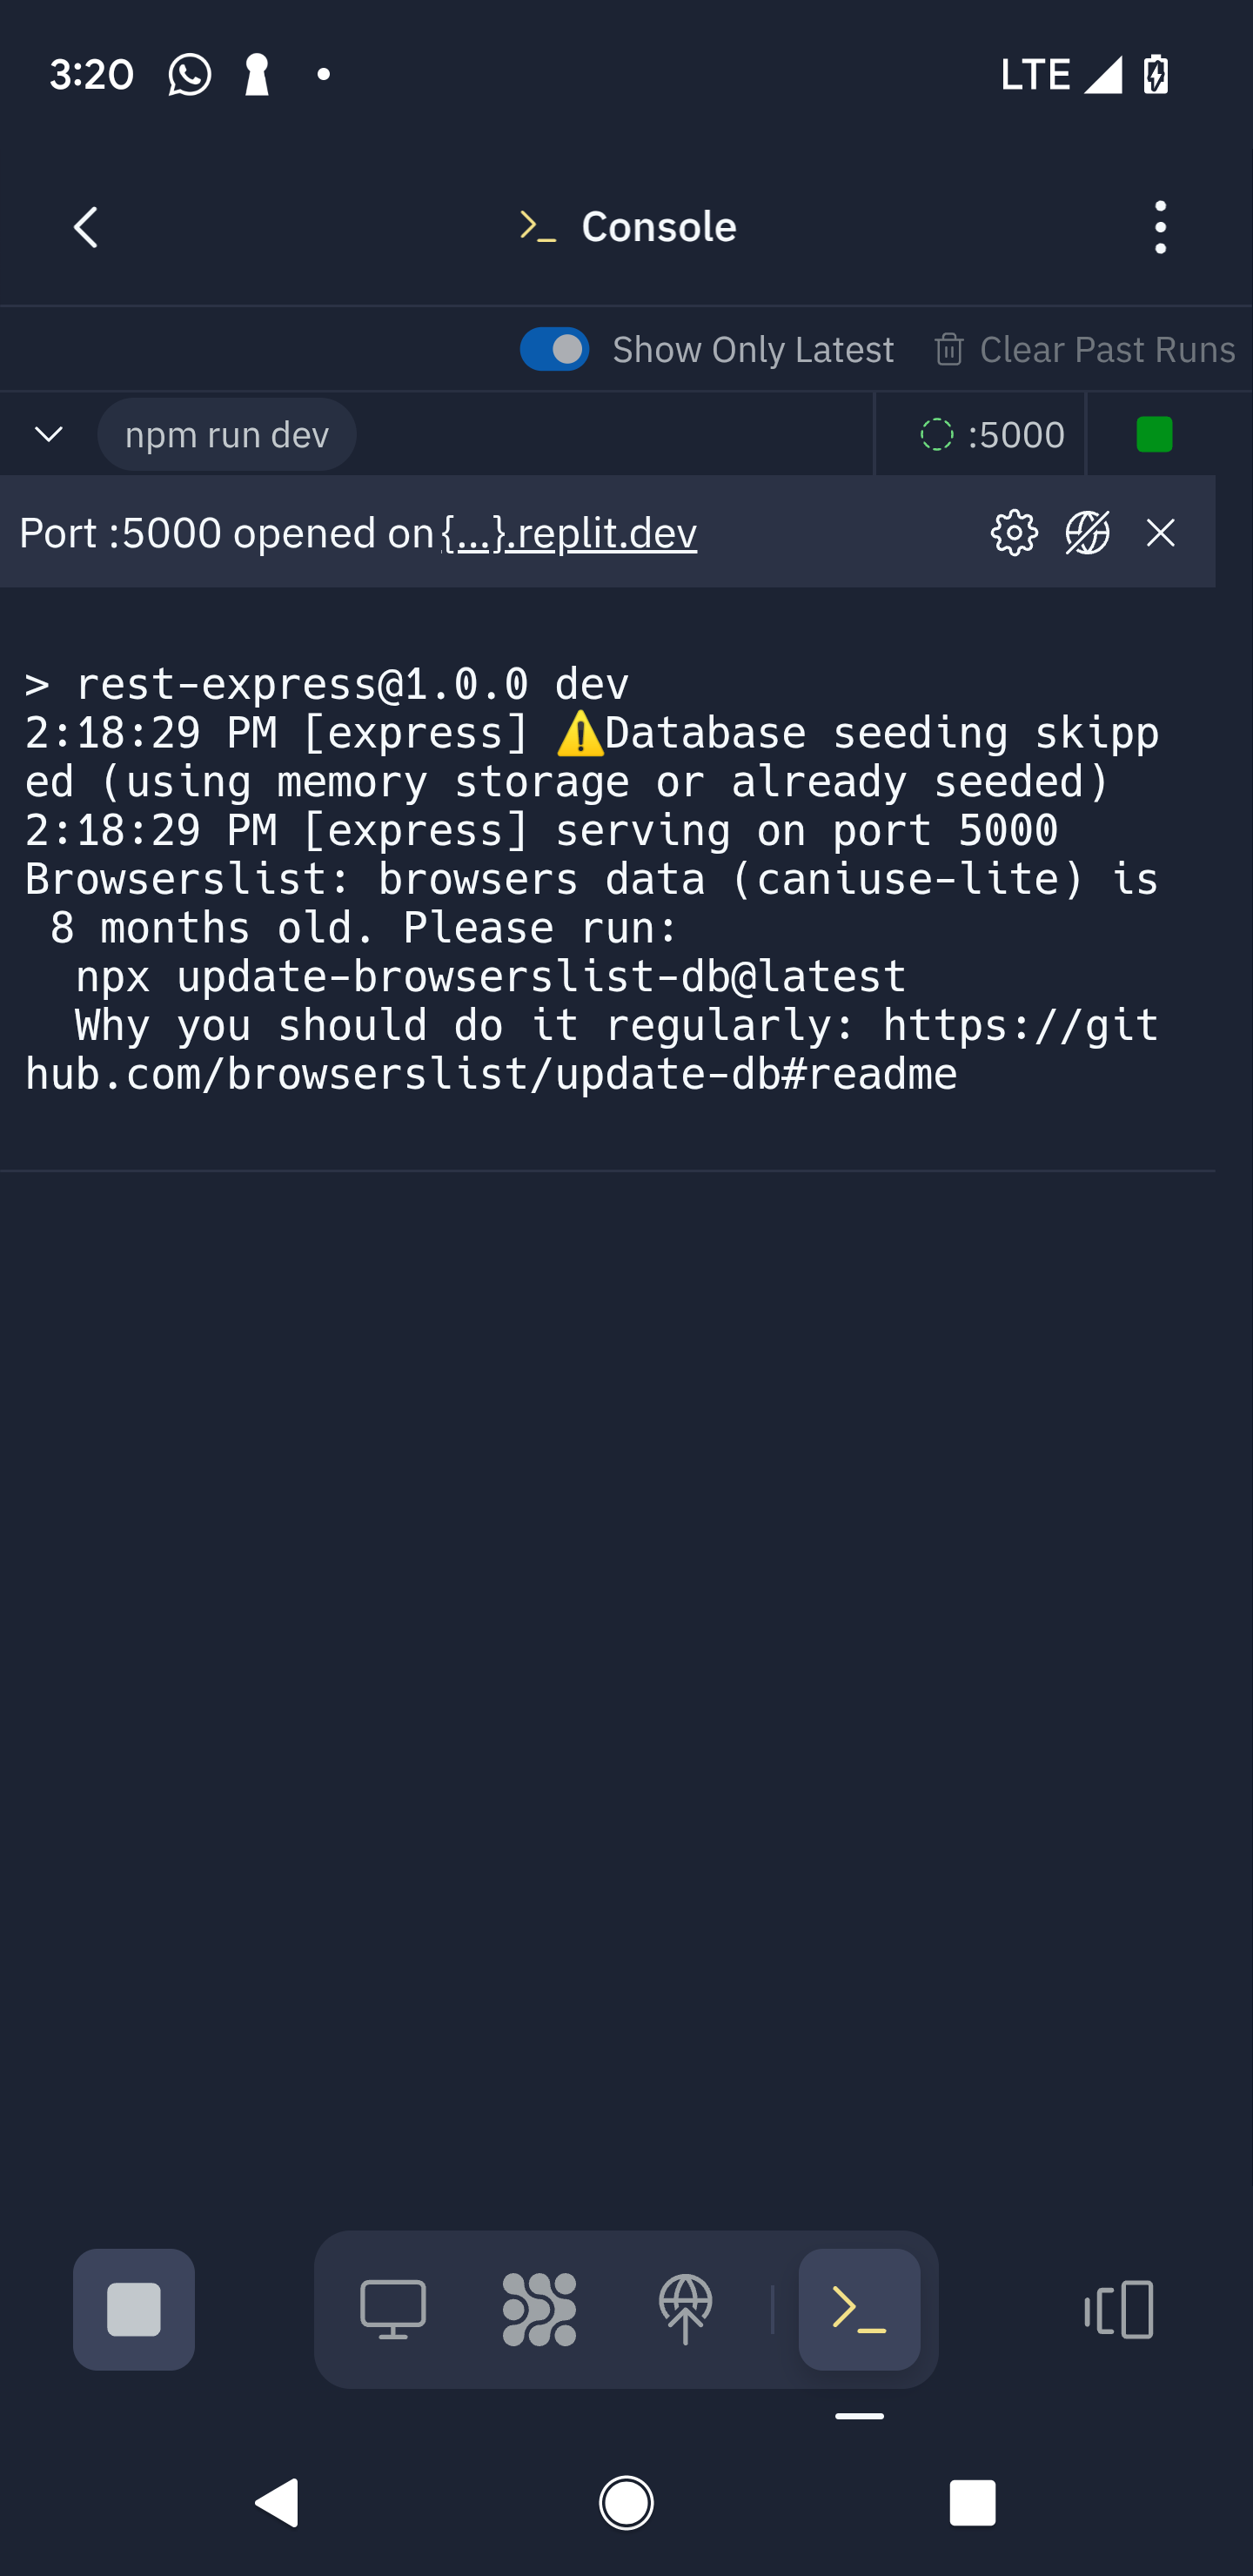 3:20
LTE
>_ Console
Show Only Latest Clear Past Runs
npm run dev :5000
Port :5000 opened on {...}.replit.dev
> rest-express@1.0.0 dev
2:18:29 PM [express] ⚠️Database seeding skipp
ed (using memory storage or already seeded)
2:18:29 PM [express] serving on port 5000
Browserslist: browsers data (caniuse-lite) is
 8 months old. Please run:
  npx update-browserslist-db@latest
  Why you should do it regularly: https://git
hub.com/browserslist/update-db#readme